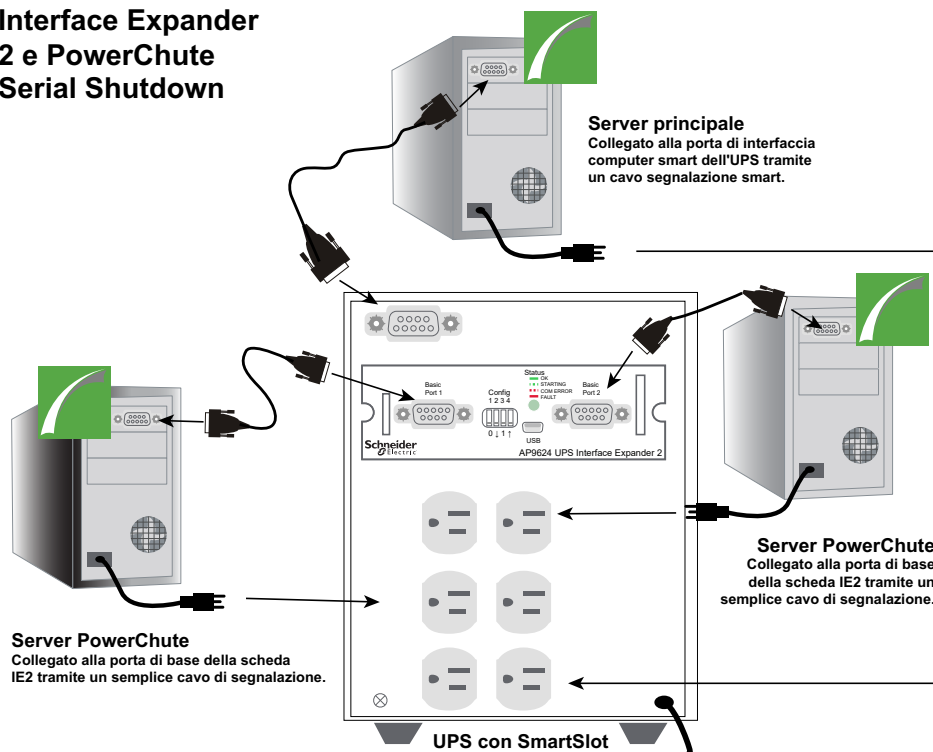 Interface Expander
2 e PowerChute
Serial Shutdown
Server principale
Collegato alla porta di interfaccia
computer smart dell'UPS tramite
un cavo segnalazione smart.
Basic
Port 1
Config
1 2 3 4
0 ↓ 1 ↑
Status
OK
STARTING
COM ERROR
FAULT
USB
Basic
Port 2
Schneider
Electric
AP9624 UPS Interface Expander 2
Server PowerChute
Collegato alla porta di base
della scheda IE2 tramite un
semplice cavo di segnalazione.
Server PowerChute
Collegato alla porta di base della scheda
IE2 tramite un semplice cavo di segnalazione.
UPS con SmartSlot